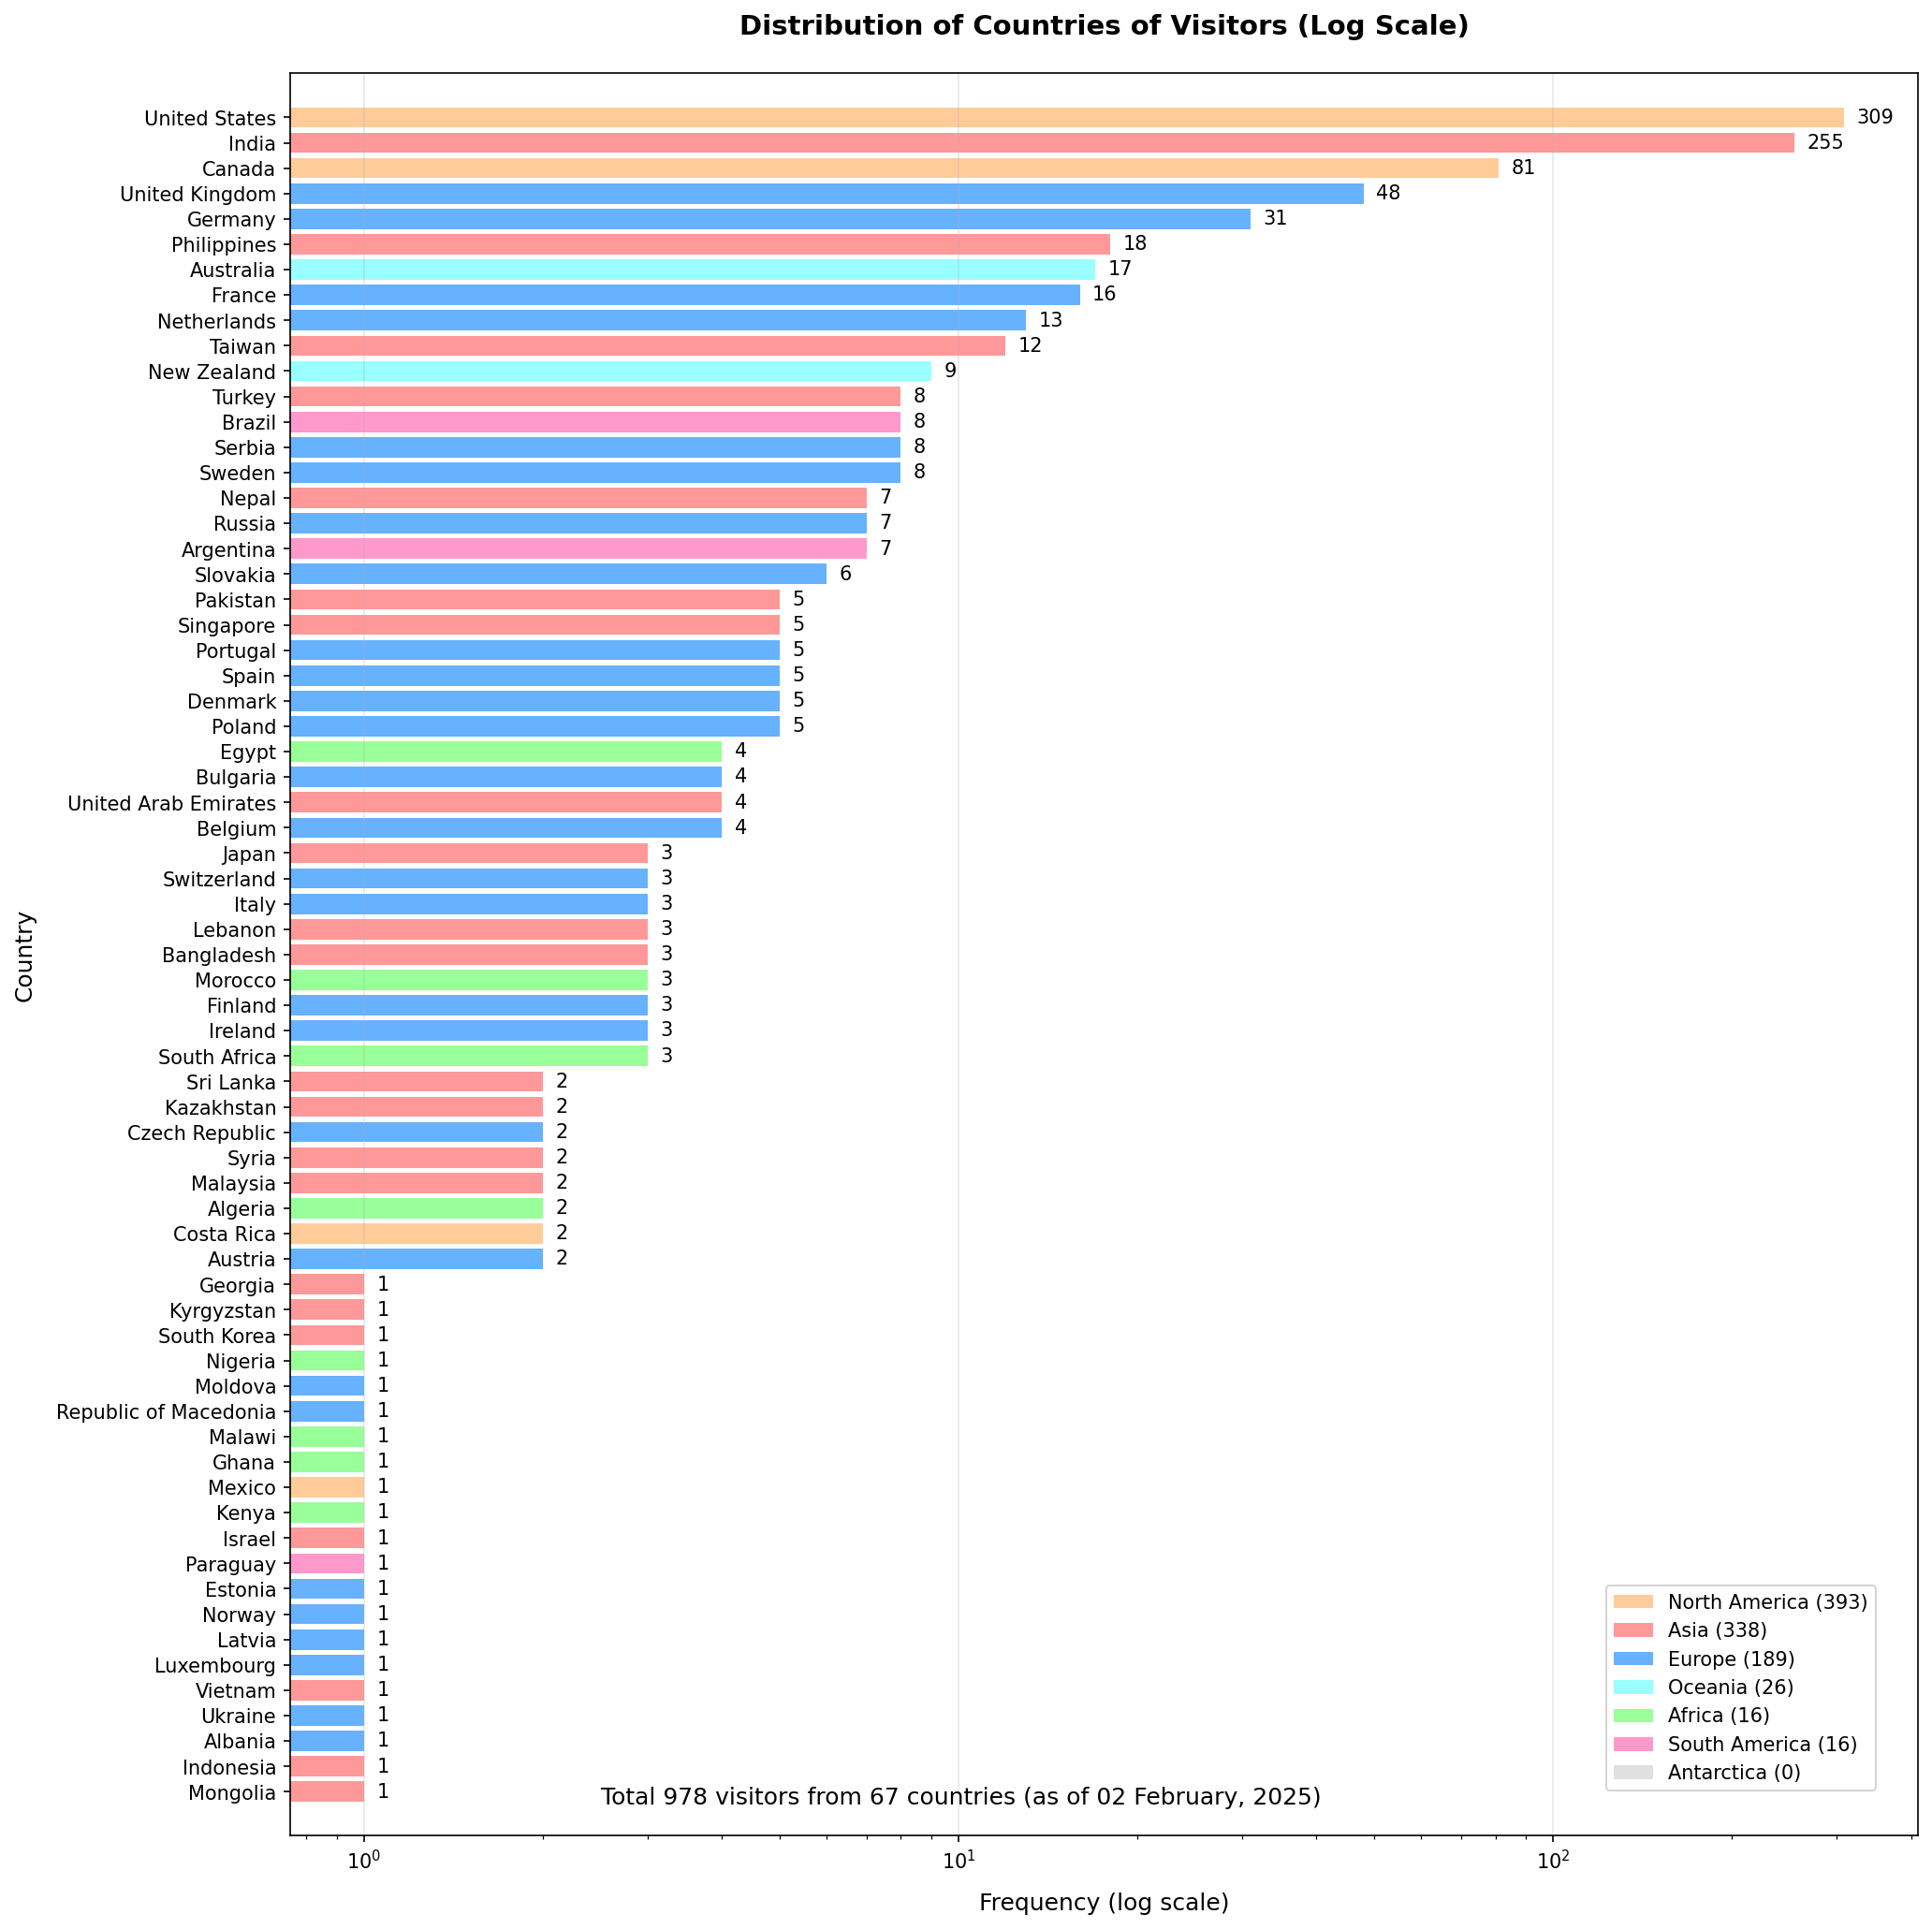 Distribution of Countries of Visitors (Log Scale)
United States 309
India 255
Canada 81
United Kingdom 48
Germany 31
Philippines 18
Australia 17
France 16
Netherlands 13
Taiwan 12
New Zealand 9
Turkey 8
Brazil 8
Serbia 8
Sweden 8
Nepal 7
Russia 7
Argentina 7
Slovakia 6
Pakistan 5
Singapore 5
Portugal 5
Spain 5
Denmark 5
Poland 5
Egypt 4
Bulgaria 4
United Arab Emirates 4
Belgium 4
Japan 3
Switzerland 3
Italy 3
Lebanon 3
Bangladesh 3
Morocco 3
Finland 3
Ireland 3
South Africa 3
Sri Lanka 2
Kazakhstan 2
Czech Republic 2
Syria 2
Malaysia 2
Algeria 2
Costa Rica 2
Austria 2
Georgia 1
Kyrgyzstan 1
South Korea 1
Nigeria 1
Moldova 1
Republic of Macedonia 1
Malawi 1
Ghana 1
Mexico 1
Kenya 1
Israel 1
Paraguay 1
Estonia 1
Norway 1
Latvia 1
Luxembourg 1
Vietnam 1
Ukraine 1
Albania 1
Indonesia 1
Mongolia 1
Country
North America (393)
Asia (338)
Europe (189)
Oceania (26)
Africa (16)
South America (16)
Antarctica (0)
Total 978 visitors from 67 countries (as of 02 February, 2025)
10⁰ 10¹ 10²
Frequency (log scale)